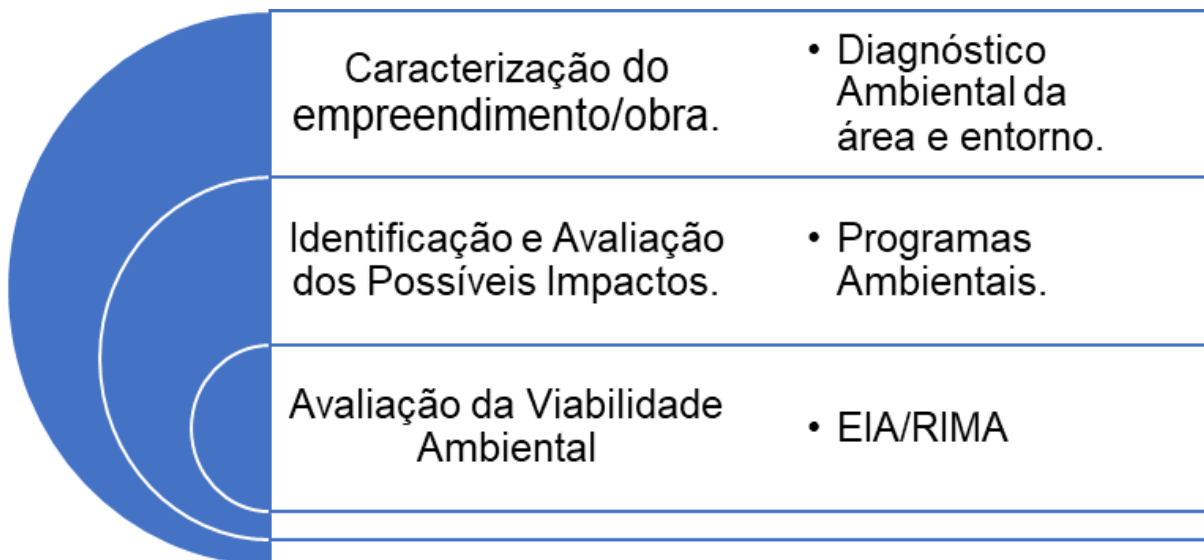 Caracterização do
empreendimento/obra.
• Diagnóstico
Ambiental da
área e entorno.
Identificação e Avaliação
dos Possíveis Impactos.
• Programas
Ambientais.
Avaliação da Viabilidade
Ambiental
• EIA/RIMA